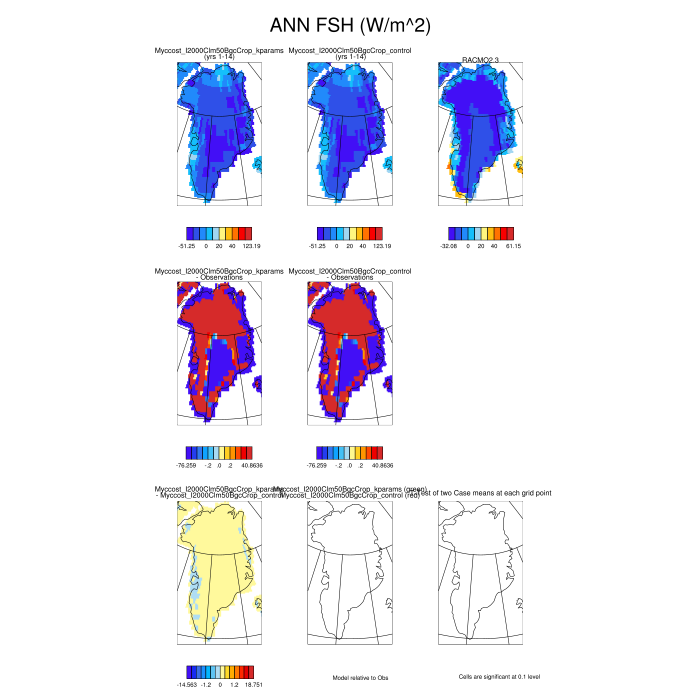 ANN FSH (W/m^2)
Myccost_I2000Clm50BgcCrop_kparams
(yrs 1-14)
Myccost_I2000Clm50BgcCrop_control
(yrs 1-14)
RACMO2.3
-51.25 0 20 40 123.19
-51.25 0 20 40 123.19
-32.08 0 20 40 61.15
Myccost_I2000Clm50BgcCrop_kparams
- Observations
Myccost_I2000Clm50BgcCrop_control
- Observations
-76.259 -.2 .0 .2 40.8636
-76.259 -.2 .0 .2 40.8636
Myccost_I2000Clm50BgcCrop_kparams
- Myccost_I2000Clm50BgcCrop_control
Myccost_I2000Clm50BgcCrop_kparams (green)
Myccost_I2000Clm50BgcCrop_control (red)
of two Case means at each grid point
-14.563 -1.2 0 1.2 18.751
Model relative to Obs
Cells are significant at 0.1 level